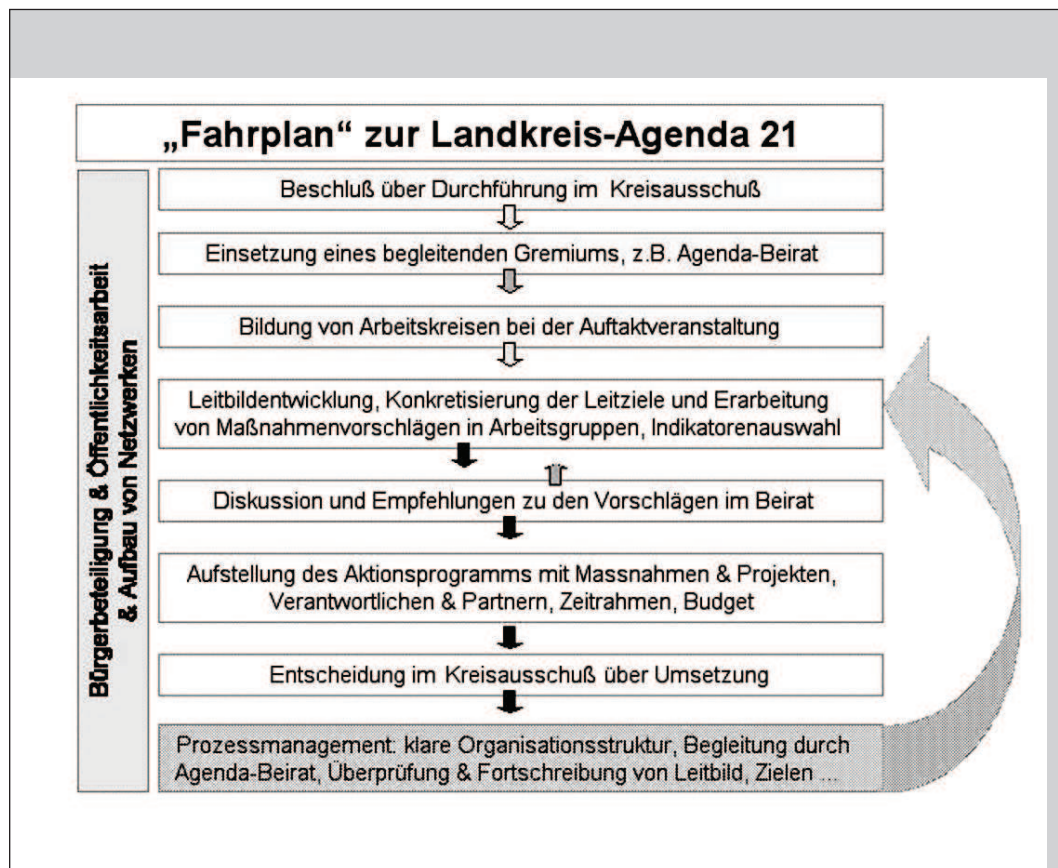 „Fahrplan“ zur Landkreis-Agenda 21
Bürgerbeteiligung & Öffentlichkeitsarbeit
& Aufbau von Netzwerken
Beschluß über Durchführung im Kreisausschuß
Einsetzung eines begleitenden Gremiums, z.B. Agenda-Beirat
Bildung von Arbeitskreisen bei der Auftaktveranstaltung
Leitbildentwicklung, Konkretisierung der Leitziele und Erarbeitung
von Maßnahmenvorschlägen in Arbeitsgruppen, Indikatorenauswahl
Diskussion und Empfehlungen zu den Vorschlägen im Beirat
Aufstellung des Aktionsprogramms mit Massnahmen & Projekten,
Verantwortlichen & Partnern, Zeitrahmen, Budget
Entscheidung im Kreisausschuß über Umsetzung
Prozessmanagement: klare Organisationsstruktur, Begleitung durch
Agenda-Beirat, Überprüfung & Fortschreibung von Leitbild, Zielen ...